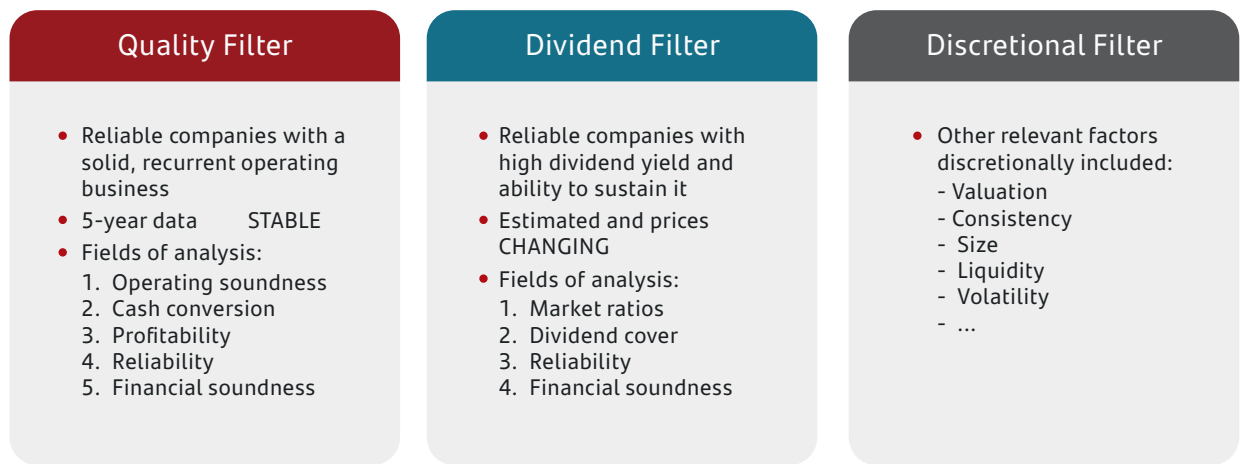 Quality Filter
• Reliable companies with a
solid, recurrent operating
business
• 5-year data STABLE
• Fields of analysis:
1. Operating soundness
2. Cash conversion
3. Profitability
4. Reliability
5. Financial soundness
Dividend Filter
• Reliable companies with
high dividend yield and
ability to sustain it
• Estimated and prices
CHANGING
• Fields of analysis:
1. Market ratios
2. Dividend cover
3. Reliability
4. Financial soundness
Discretional Filter
• Other relevant factors
discretionally included:
- Valuation
- Consistency
- Size
- Liquidity
- Volatility
- ...